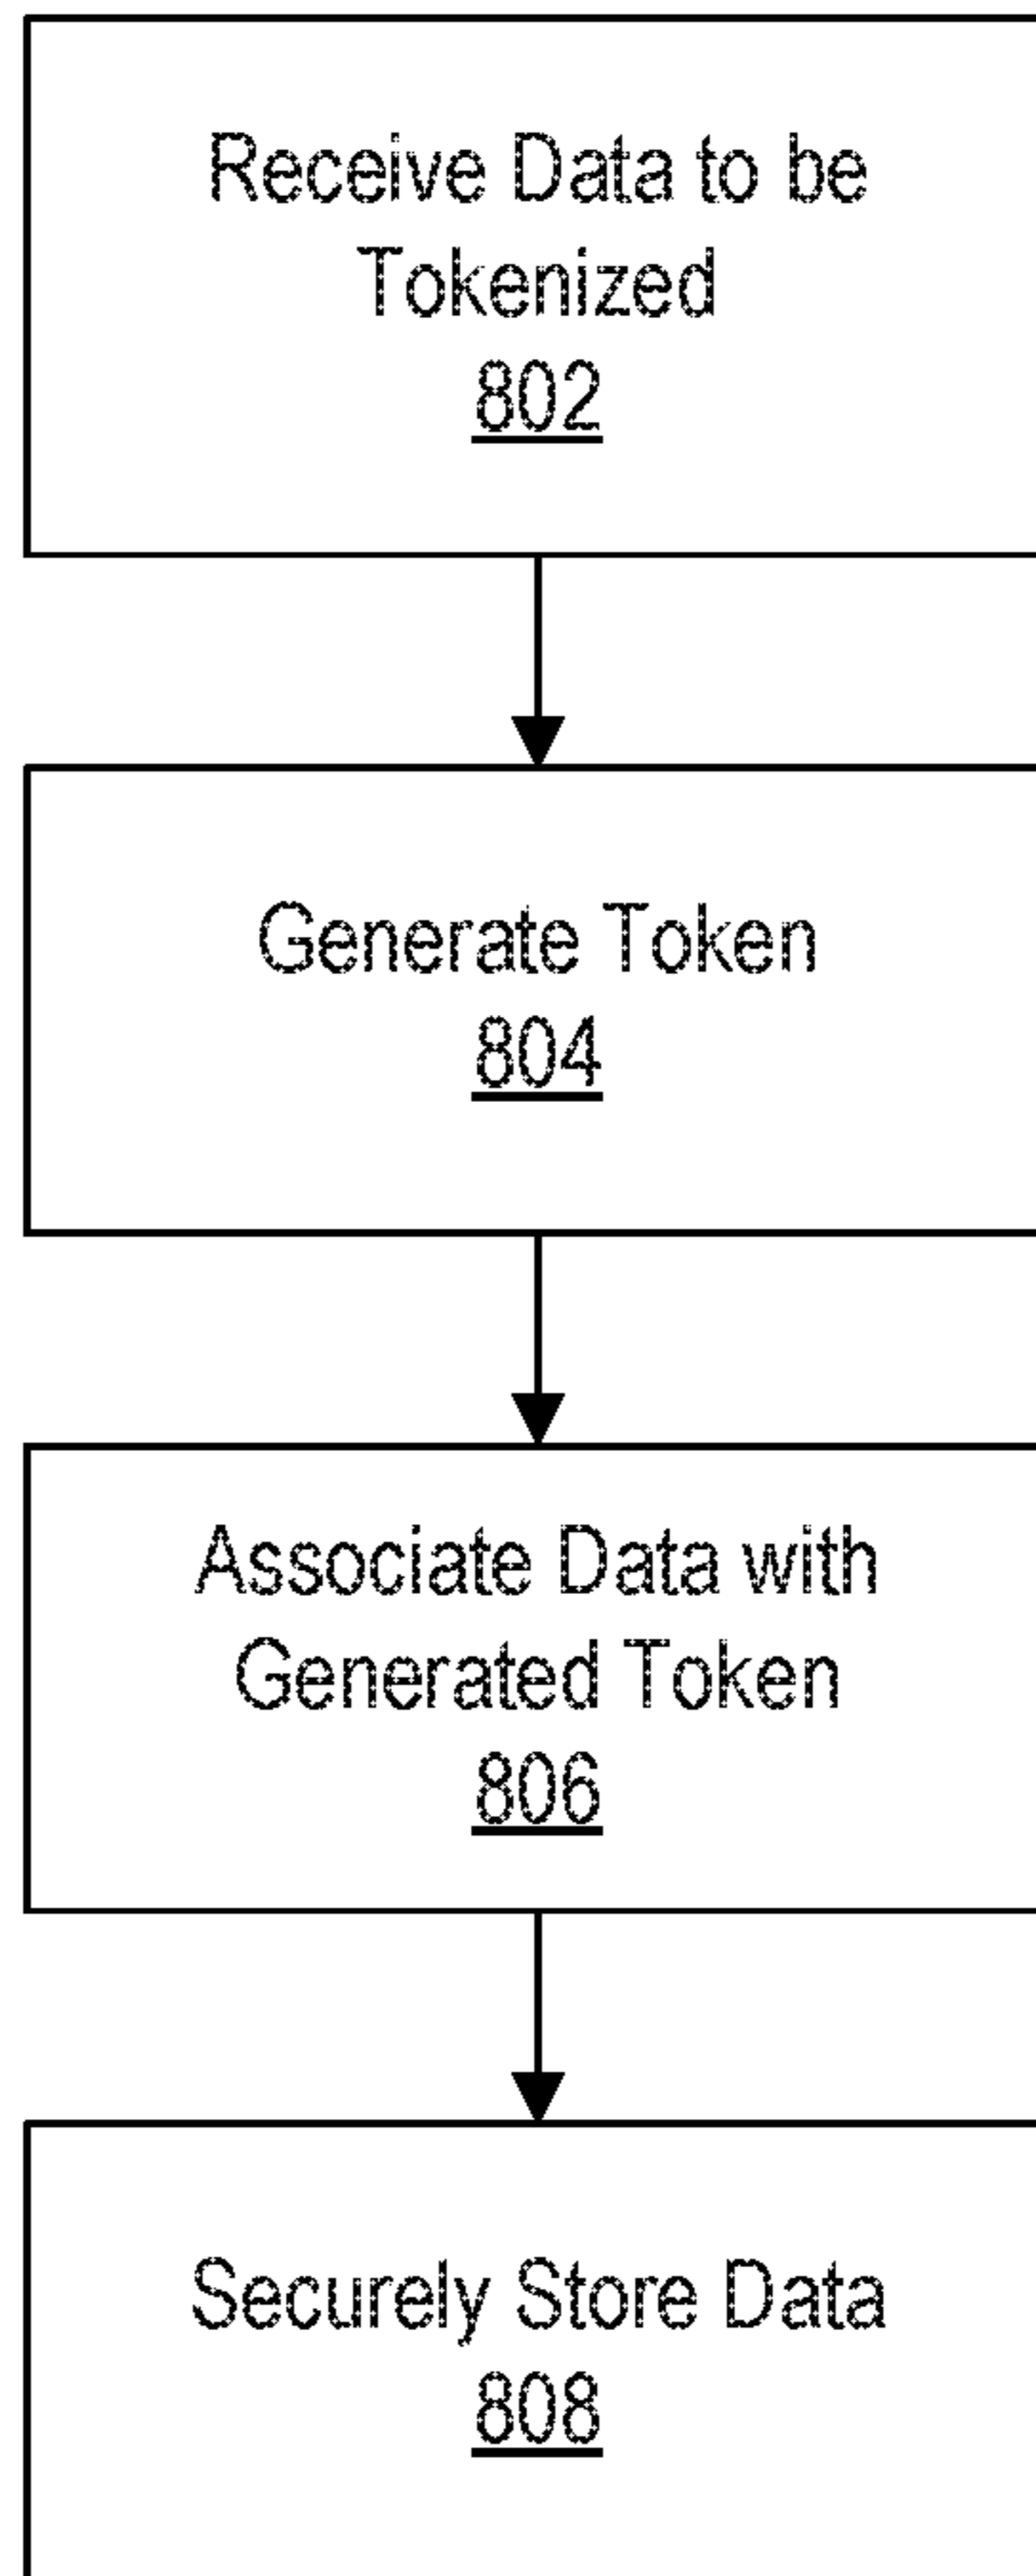 Receive Data to be
Tokenized
802
Generate Token
804
Associate Data with
Generated Token
806
Securely Store Data
808